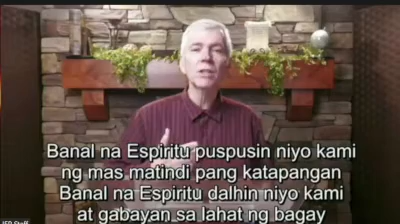 Banal na Espiritu puspusin niyo kami
ng mas matindi pang katapangan
Banal na Espiritu dalhin niyo kami
at gabayan sa lahat ng bagay